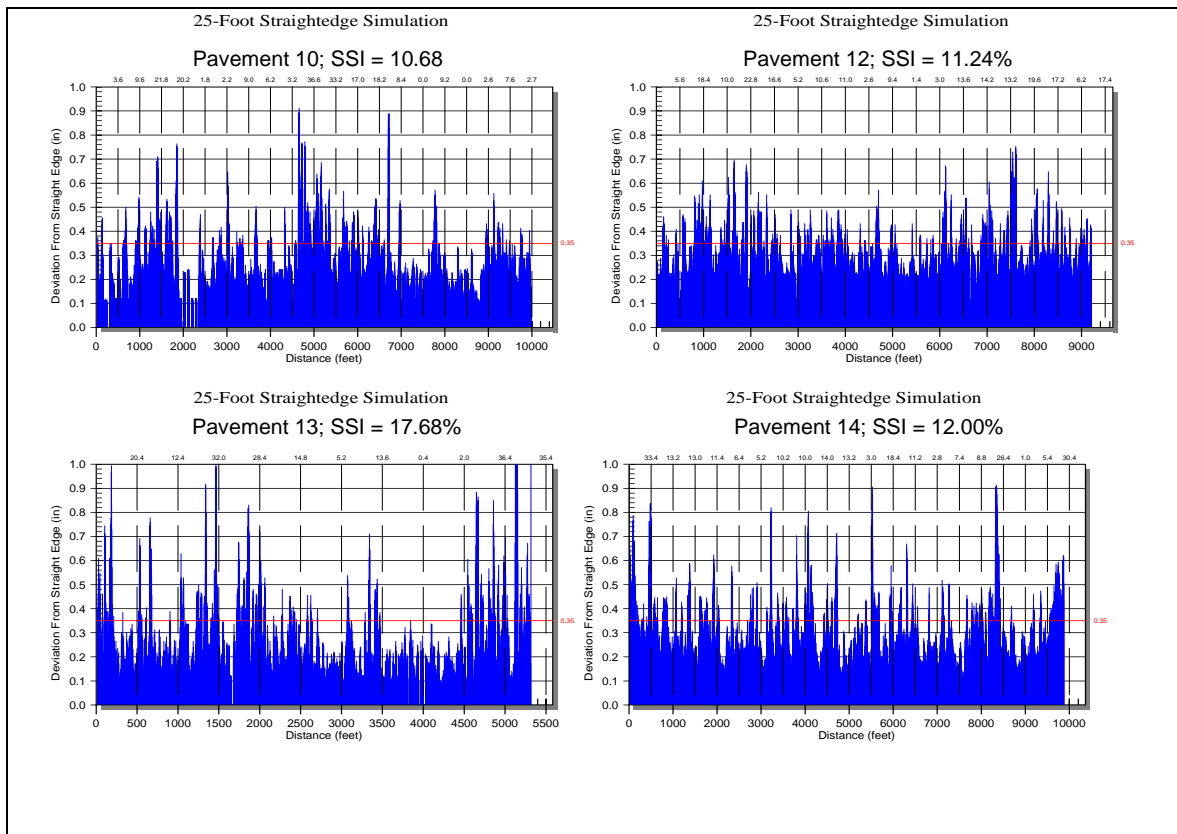 25-Foot Straightedge Simulation
Pavement 10; SSI = 10.68
3.6 9.6 21.8 20.2 1.8 2.2 9.0 6.2 3.2 36.6 33.2 17.0 18.2 8.4 0.0 9.2 0.0 2.6 7.6 2.7
1.0
0.9
0.8
0.7
0.6
0.5
0.4
0.3
0.2
0.1
0.0
Deviation From Straight Edge (in)
0.35
0 1000 2000 3000 4000 5000 6000 7000 8000 9000 10000
Distance (feet)
25-Foot Straightedge Simulation
Pavement 12; SSI = 11.24%
5.6 18.4 10.0 22.8 16.6 5.2 10.6 11.0 2.6 9.4 1.4 3.0 13.6 14.2 13.2 19.6 17.2 6.2 17.4
1.0
0.9
0.8
0.7
0.6
0.5
0.4
0.3
0.2
0.1
0.0
Deviation From Straight Edge (in)
0.35
0 1000 2000 3000 4000 5000 6000 7000 8000 9000
Distance (feet)
25-Foot Straightedge Simulation
Pavement 13; SSI = 17.68%
20.4 12.4 32.0 28.4 14.8 5.2 13.6 0.4 2.0 36.4 35.4
1.0
0.9
0.8
0.7
0.6
0.5
0.4
0.3
0.2
0.1
0.0
Deviation From Straight Edge (in)
0.35
0 500 1000 1500 2000 2500 3000 3500 4000 4500 5000 5500
Distance (feet)
25-Foot Straightedge Simulation
Pavement 14; SSI = 12.00%
33.4 13.2 13.0 11.4 6.4 5.2 10.2 10.0 14.0 13.2 3.0 18.4 11.2 2.8 7.4 8.8 26.4 1.0 5.4 30.4
1.0
0.9
0.8
0.7
0.6
0.5
0.4
0.3
0.2
0.1
0.0
Deviation From Straight Edge (in)
0.35
0 1000 2000 3000 4000 5000 6000 7000 8000 9000 10000
Distance (feet)